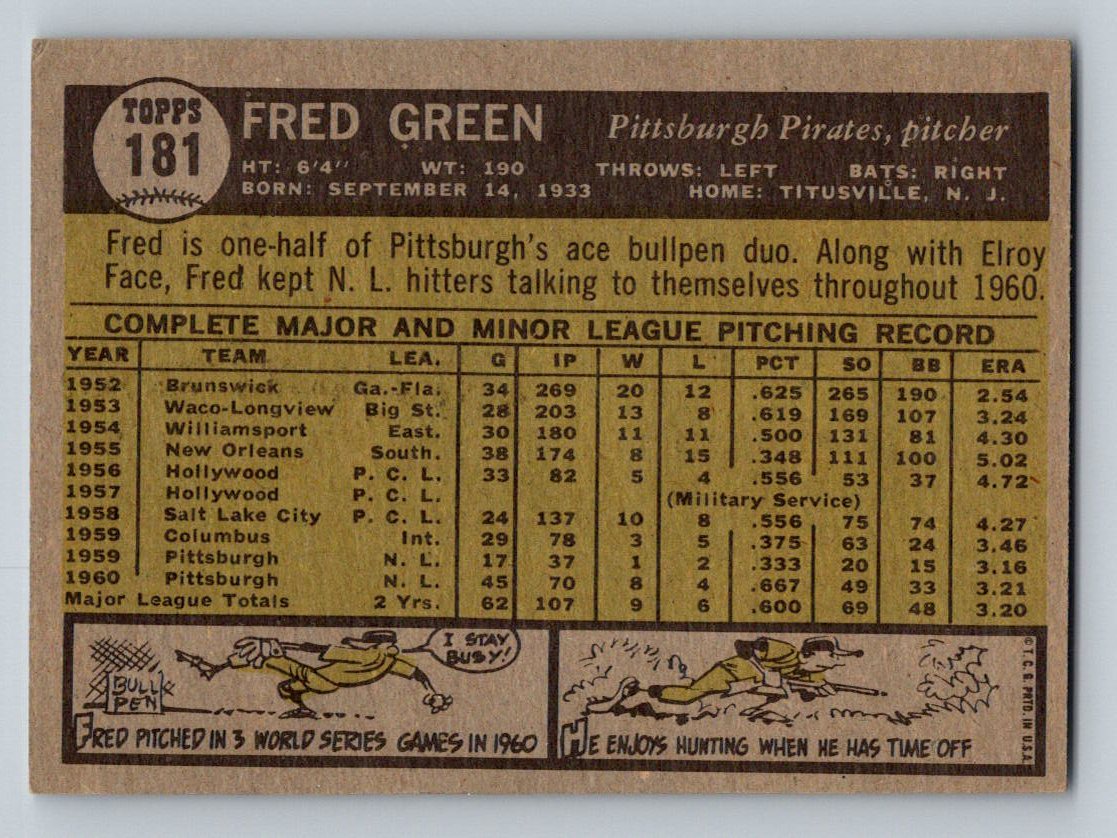 TOPPS
181
FRED GREEN Pittsburgh Pirates, pitcher
HT: 6'4" WT: 190 THROWS: LEFT BATS: RIGHT
BORN: SEPTEMBER 14, 1933 HOME: TITUSVILLE, N. J.
Fred is one-half of Pittsburgh's ace bullpen duo. Along with Elroy
Face, Fred kept N. L. hitters talking to themselves throughout 1960.
COMPLETE MAJOR AND MINOR LEAGUE PITCHING RECORD
YEAR TEAM LEA. G IP W L PCT SO BB ERA
1952 Brunswick Ga.-Fla. 34 269 20 12 .625 265 190 2.54
1953 Waco-Longview Big St. 28 203 13 8 .619 169 107 3.24
1954 Williamsport East. 30 180 11 11 .500 131 81 4.30
1955 New Orleans South. 38 174 8 15 .348 111 100 5.02
1956 Hollywood P. C. L. 33 82 5 4 .556 53 37 4.72
1957 Hollywood (Military Service)
1958 Salt Lake City P. C. L. 24 137 10 8 .556 75 74 4.27
1959 Columbus Int. 29 78 3 5 .375 63 24 3.46
1959 Pittsburgh N. L. 17 37 1 2 .333 20 15 3.16
1960 Pittsburgh N. L. 45 70 8 4 .667 49 33 3.21
Major League Totals 2 Yrs. 62 107 9 6 .600 69 48 3.20
I STAY
BUSY!
BULL
PEN
FRED PITCHED IN 3 WORLD SERIES GAMES IN 1960
HE ENJOYS HUNTING WHEN HE HAS TIME OFF
© T. C. G. PRTD. IN U.S.A.